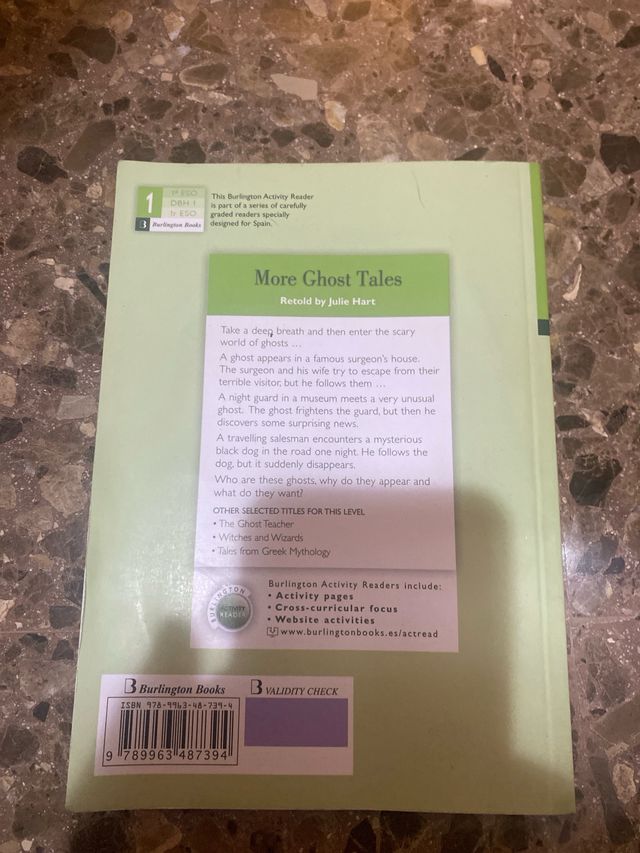 1
1º ESO
DBH 1
1r ESO
B Burlington Books
This Burlington Activity Reader
is part of a series of carefully
graded readers specially
designed for Spain.
More Ghost Tales
Retold by Julie Hart
Take a deep breath and then enter the scary
world of ghosts ...
A ghost appears in a famous surgeon's house.
The surgeon and his wife try to escape from their
terrible visitor, but he follows them ...
A night guard in a museum meets a very unusual
ghost. The ghost frightens the guard, but then he
discovers some surprising news.
A travelling salesman encounters a mysterious
black dog in the road one night. He follows the
dog, but it suddenly disappears.
Who are these ghosts, why do they appear and
what do they want?
OTHER SELECTED TITLES FOR THIS LEVEL
• The Ghost Teacher
• Witches and Wizards
• Tales from Greek Mythology
BURLINGTON
ACTIVITY
READER
Burlington Activity Readers include:
• Activity pages
• Cross-curricular focus
• Website activities
www.burlingtonbooks.es/actread
B Burlington Books
B VALIDITY CHECK
ISBN 978-9963-48-739-4
9 789963 487394